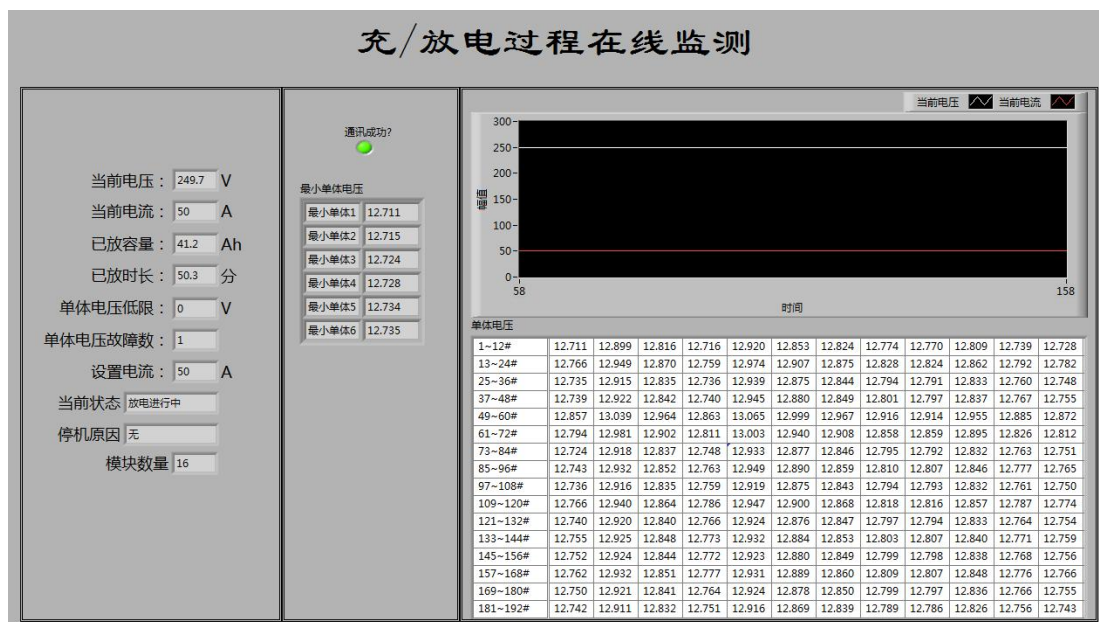 充/放电过程在线监测
当前电压： 249.7 V
当前电流： 50 A
已放容量： 41.2 Ah
已放时长： 50.3 分
单体电压低限： 0 V
单体电压故障数： 1
设置电流： 50 A
当前状态 放电进行中
停机原因 无
模块数量 16
通讯成功?
最小单体电压
最小单体1 12.711
最小单体2 12.715
最小单体3 12.724
最小单体4 12.728
最小单体5 12.734
最小单体6 12.735
当前电压 当前电流
300
250
200
150
100
50
0
幅值
58 158
时间
单体电压
1~12# 12.711 12.899 12.816 12.716 12.920 12.853 12.824 12.774 12.770 12.809 12.739 12.728
13~24# 12.766 12.949 12.870 12.759 12.974 12.907 12.875 12.828 12.824 12.862 12.792 12.782
25~36# 12.735 12.915 12.835 12.736 12.939 12.875 12.844 12.794 12.791 12.833 12.760 12.748
37~48# 12.739 12.922 12.842 12.740 12.945 12.880 12.849 12.801 12.797 12.837 12.767 12.755
49~60# 12.857 13.039 12.964 12.863 13.065 12.999 12.967 12.916 12.914 12.955 12.885 12.872
61~72# 12.794 12.981 12.902 12.811 13.003 12.940 12.908 12.858 12.859 12.895 12.826 12.812
73~84# 12.724 12.918 12.837 12.748 12.933 12.877 12.846 12.795 12.792 12.832 12.763 12.751
85~96# 12.743 12.932 12.852 12.763 12.949 12.890 12.859 12.810 12.807 12.846 12.777 12.765
97~108# 12.736 12.916 12.835 12.759 12.919 12.875 12.843 12.794 12.793 12.832 12.761 12.750
109~120# 12.766 12.940 12.864 12.786 12.947 12.900 12.868 12.818 12.816 12.857 12.787 12.774
121~132# 12.740 12.920 12.840 12.766 12.924 12.876 12.847 12.797 12.794 12.833 12.764 12.754
133~144# 12.755 12.925 12.848 12.773 12.932 12.884 12.853 12.803 12.807 12.840 12.771 12.759
145~156# 12.752 12.924 12.844 12.772 12.923 12.880 12.849 12.799 12.798 12.838 12.768 12.756
157~168# 12.762 12.932 12.851 12.777 12.931 12.889 12.860 12.809 12.807 12.848 12.776 12.766
169~180# 12.750 12.921 12.841 12.764 12.924 12.878 12.850 12.799 12.797 12.836 12.766 12.755
181~192# 12.742 12.911 12.832 12.751 12.916 12.869 12.839 12.789 12.786 12.826 12.756 12.743